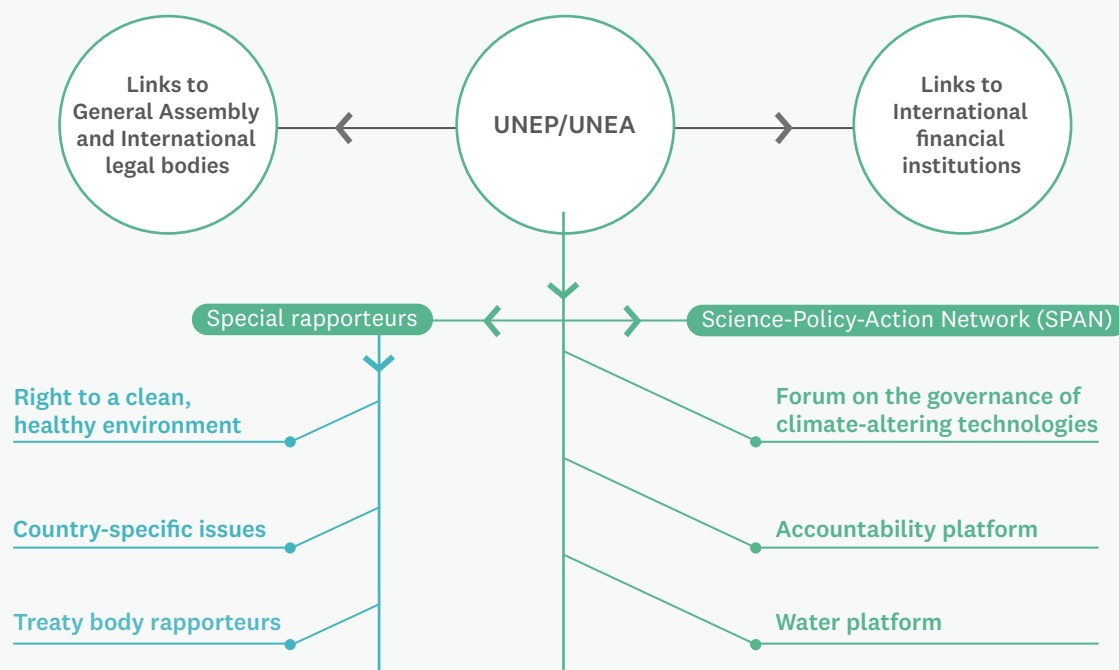 Links to
General Assembly
and International
legal bodies
UNEP/UNEA
Links to
International
financial
institutions
Special rapporteurs
Science-Policy-Action Network (SPAN)
Right to a clean,
healthy environment
Forum on the governance of
climate-altering technologies
Country-specific issues
Accountability platform
Treaty body rapporteurs
Water platform